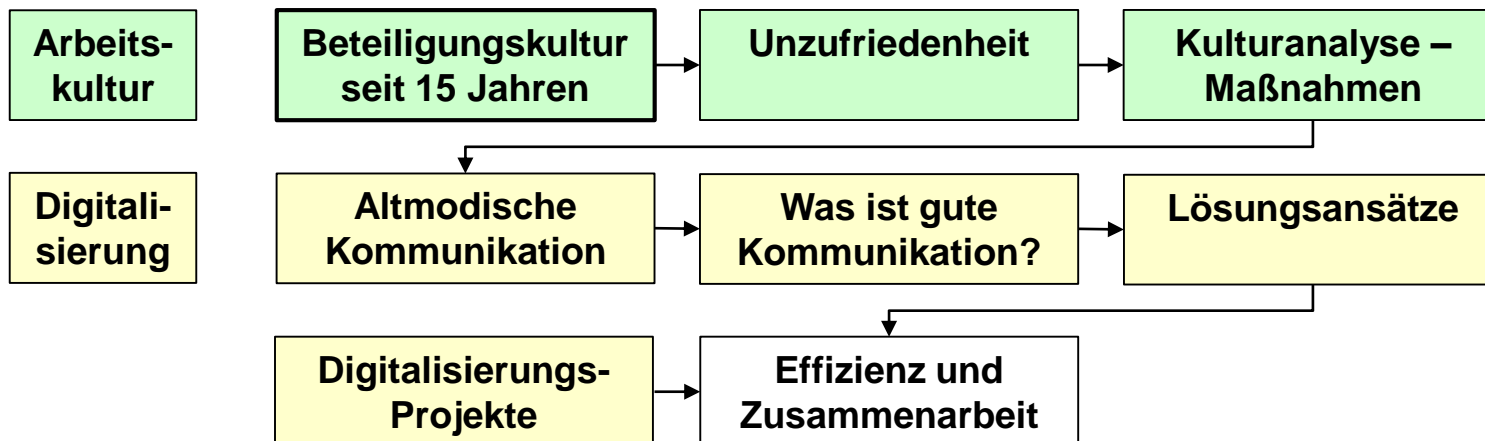 Arbeits-
kultur
Beteiligungskultur
seit 15 Jahren
Unzufriedenheit
Kulturanalyse –
Maßnahmen
Digitali-
sierung
Altmodische
Kommunikation
Was ist gute
Kommunikation?
Lösungsansätze
Digitalisierungs-
Projekte
Effizienz und
Zusammenarbeit